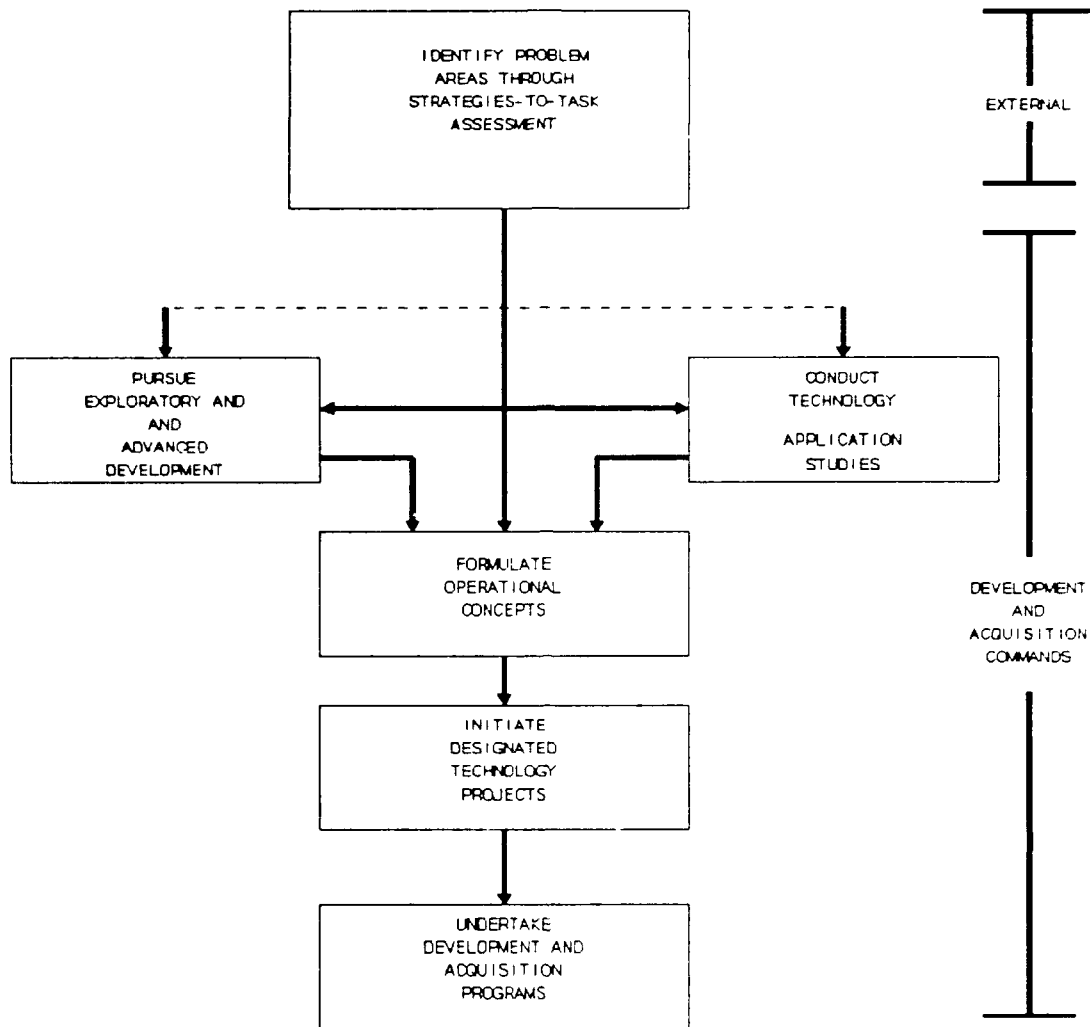 IDENTIFY PROBLEM
AREAS THROUGH
STRATEGIES-TO-TASK
ASSESSMENT
EXTERNAL
PURSUE
EXPLORATORY AND
AND
ADVANCED
DEVELOPMENT
CONDUCT
TECHNOLOGY
APPLICATION
STUDIES
FORMULATE
OPERATIONAL
CONCEPTS
DEVELOPMENT
AND
ACQUISITION
COMMANDS
INITIATE
DESIGNATED
TECHNOLOGY
PROJECTS
UNDERTAKE
DEVELOPMENT AND
ACQUISITION
PROGRAMS